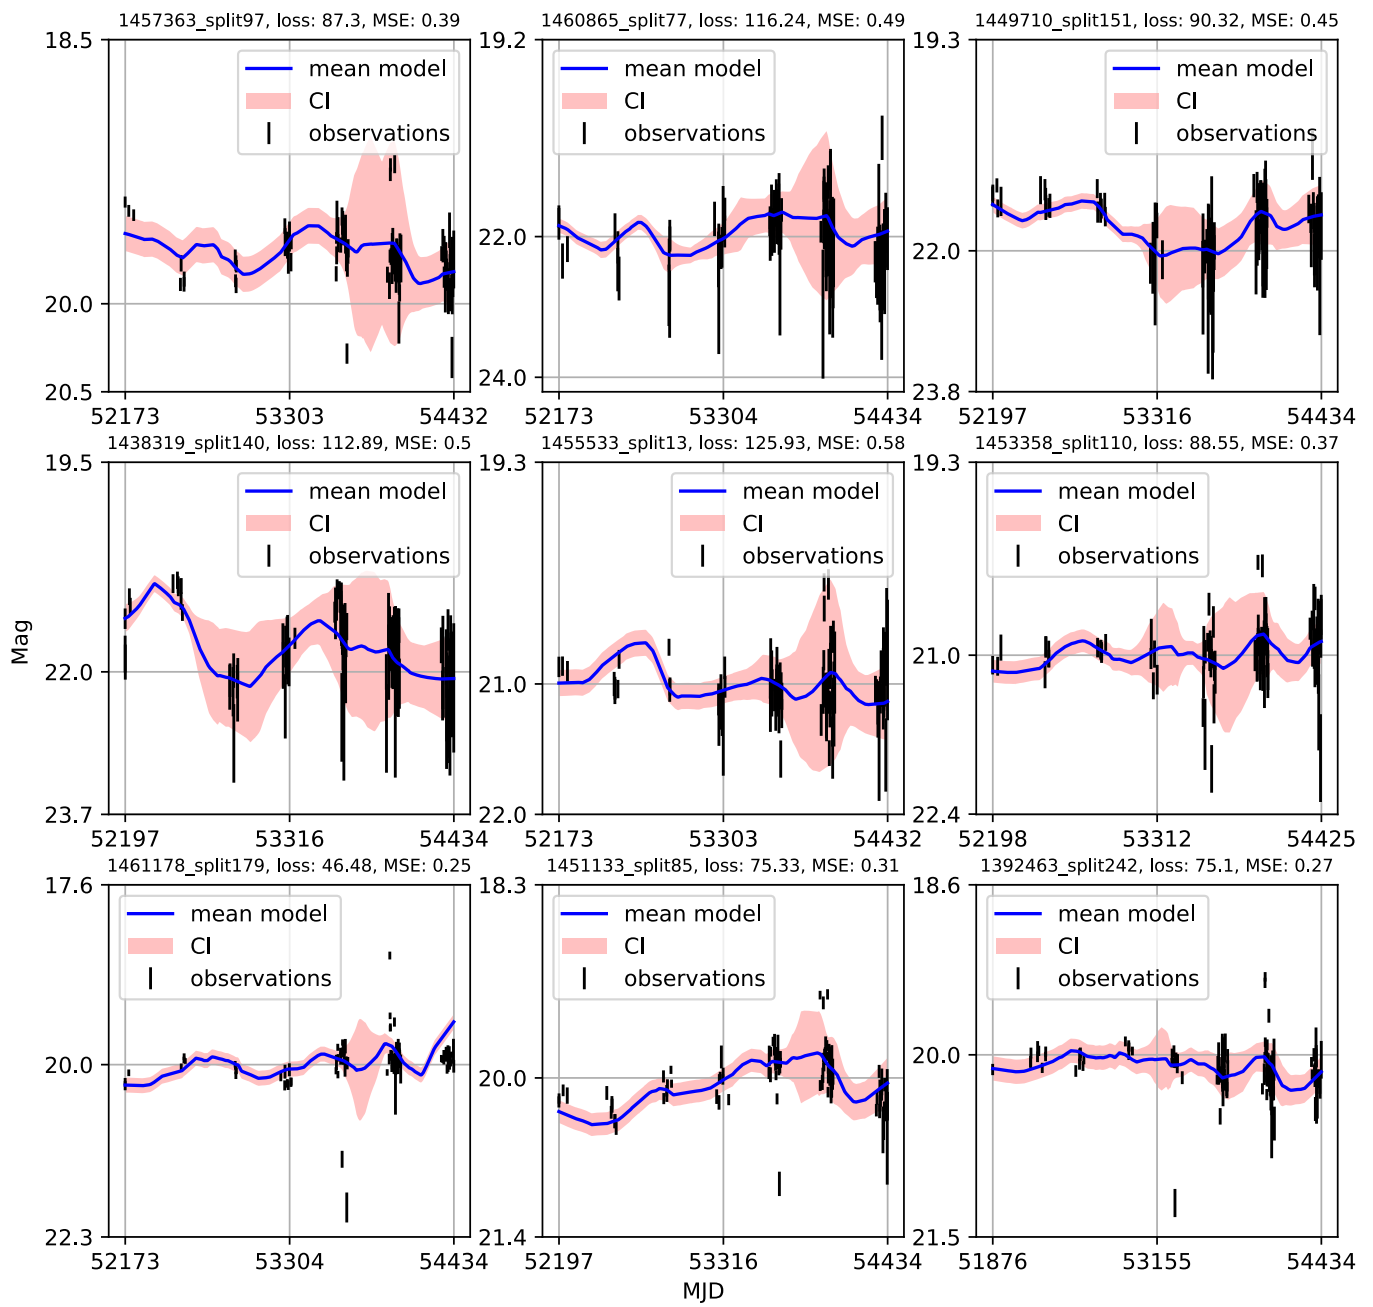 1457363_split97, loss: 87.3, MSE: 0.39
18.5
mean model
CI
observations
20.0
20.5
52173 53303 54432
1460865_split77, loss: 116.24, MSE: 0.49
19.2
mean model
CI
observations
22.0
24.0
52173 53304 54434
1449710_split151, loss: 90.32, MSE: 0.45
19.3
mean model
CI
observations
22.0
23.8
52197 53316 54434
1438319_split140, loss: 112.89, MSE: 0.5
19.5
mean model
CI
observations
22.0
23.7
52197 53316 54434
1455533_split13, loss: 125.93, MSE: 0.58
19.3
mean model
CI
observations
21.0
22.0
52173 53303 54432
1453358_split110, loss: 88.55, MSE: 0.37
19.3
mean model
CI
observations
21.0
22.4
52198 53312 54425
Mag
1461178_split179, loss: 46.48, MSE: 0.25
17.6
mean model
CI
observations
20.0
22.3
52173 53304 54434
1451133_split85, loss: 75.33, MSE: 0.31
18.3
mean model
CI
observations
20.0
21.4
52197 53316 54434
1392463_split242, loss: 75.1, MSE: 0.27
18.6
mean model
CI
observations
20.0
21.5
51876 53155 54434
MJD